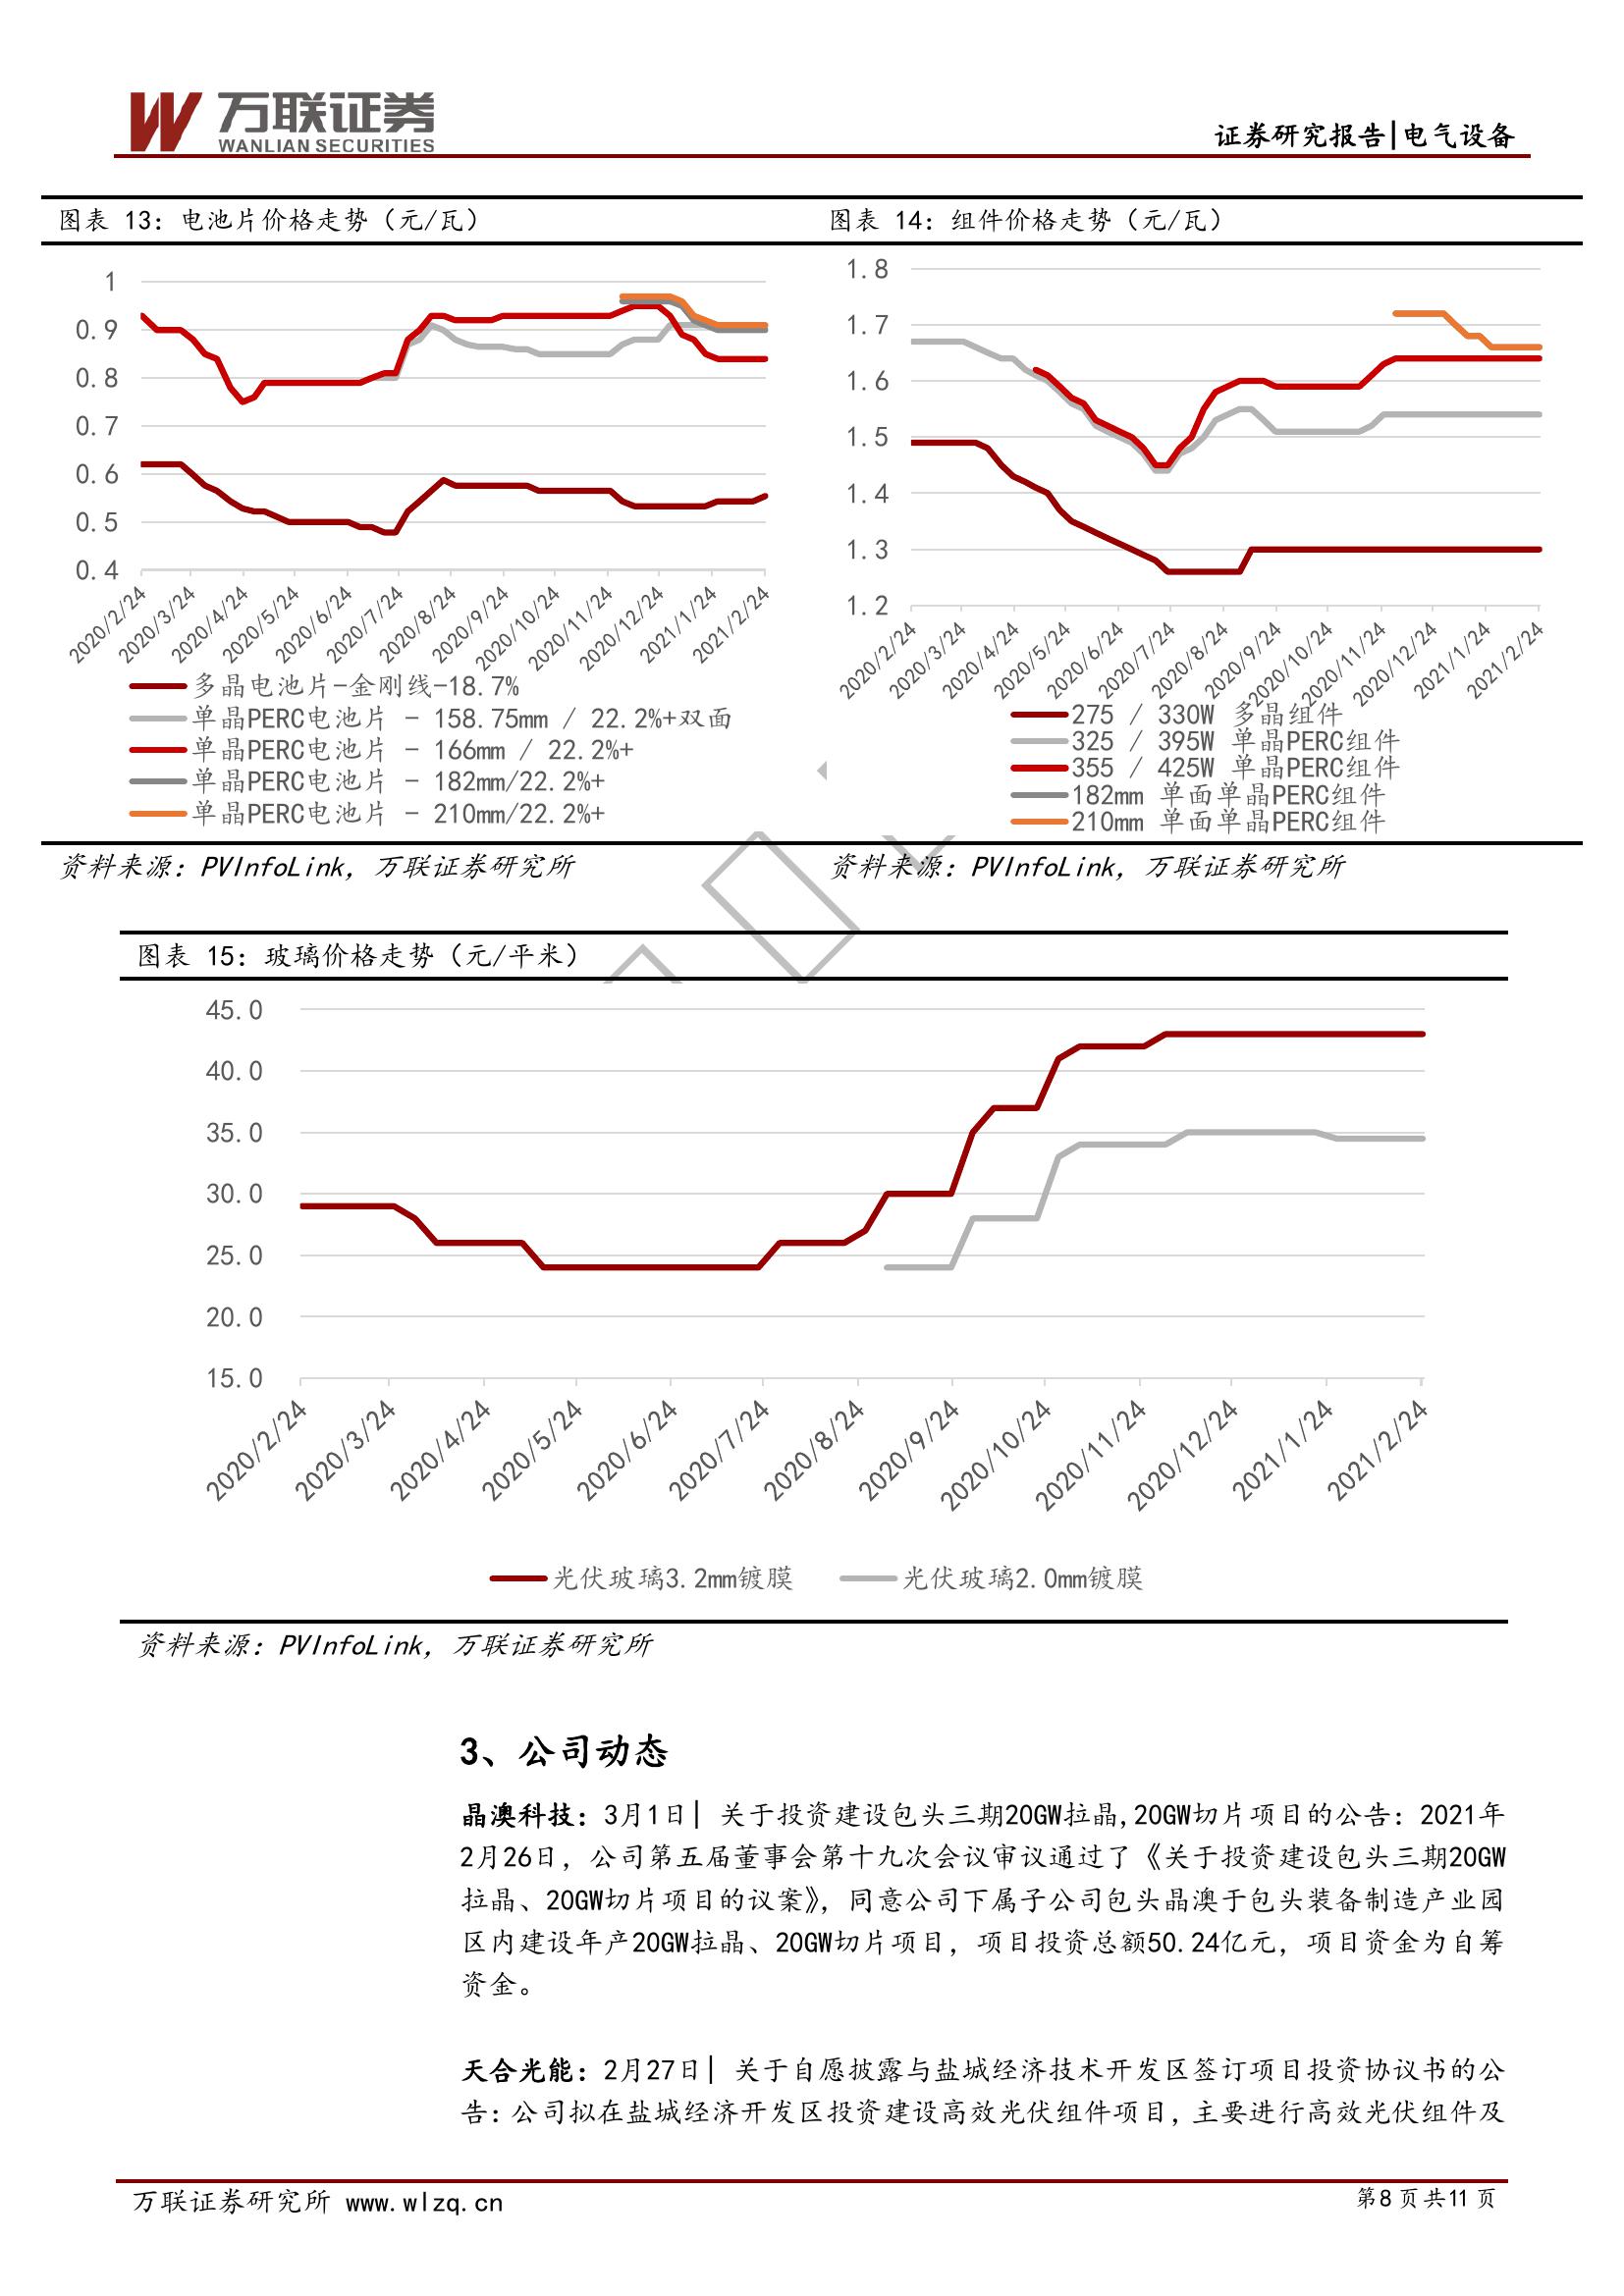 万联证券
WANLIAN SECURITIES
证券研究报告|电气设备
图表 13：电池片价格走势（元/瓦）
1
0.9
0.8
0.7
0.6
0.5
0.4
2020/2/24
2020/3/24
2020/4/24
2020/5/24
2020/6/24
2020/7/24
2020/8/24
2020/9/24
2020/10/24
2020/11/24
2020/12/24
2021/1/24
2021/2/24
多晶电池片-金刚线-18.7%
单晶PERC电池片 - 158.75mm / 22.2%+双面
单晶PERC电池片 - 166mm / 22.2%+
单晶PERC电池片 - 182mm/22.2%+
单晶PERC电池片 - 210mm/22.2%+
资料来源：PVInfoLink，万联证券研究所
图表 14：组件价格走势（元/瓦）
1.8
1.7
1.6
1.5
1.4
1.3
1.2
2020/2/24
2020/3/24
2020/4/24
2020/5/24
2020/6/24
2020/7/24
2020/8/24
2020/9/24
2020/10/24
2020/11/24
2020/12/24
2021/1/24
2021/2/24
275 / 330W 多晶组件
325 / 395W 单晶PERC组件
355 / 425W 单晶PERC组件
182mm 单面单晶PERC组件
210mm 单面单晶PERC组件
资料来源：PVInfoLink，万联证券研究所
图表 15：玻璃价格走势（元/平米）
45.0
40.0
35.0
30.0
25.0
20.0
15.0
2020/2/24
2020/3/24
2020/4/24
2020/5/24
2020/6/24
2020/7/24
2020/8/24
2020/9/24
2020/10/24
2020/11/24
2020/12/24
2021/1/24
2021/2/24
光伏玻璃3.2mm镀膜
光伏玻璃2.0mm镀膜
资料来源：PVInfoLink，万联证券研究所
3、公司动态
晶澳科技：3月1日| 关于投资建设包头三期20GW拉晶,20GW切片项目的公告：2021年
2月26日，公司第五届董事会第十九次会议审议通过了《关于投资建设包头三期20GW
拉晶、20GW切片项目的议案》，同意公司下属子公司包头晶澳于包头装备制造产业园
区内建设年产20GW拉晶、20GW切片项目，项目投资总额50.24亿元，项目资金为自筹
资金。
天合光能：2月27日| 关于自愿披露与盐城经济技术开发区签订项目投资协议书的公
告：公司拟在盐城经济开发区投资建设高效光伏组件项目，主要进行高效光伏组件及
万联证券研究所 www.wlzq.cn
第8页共11页